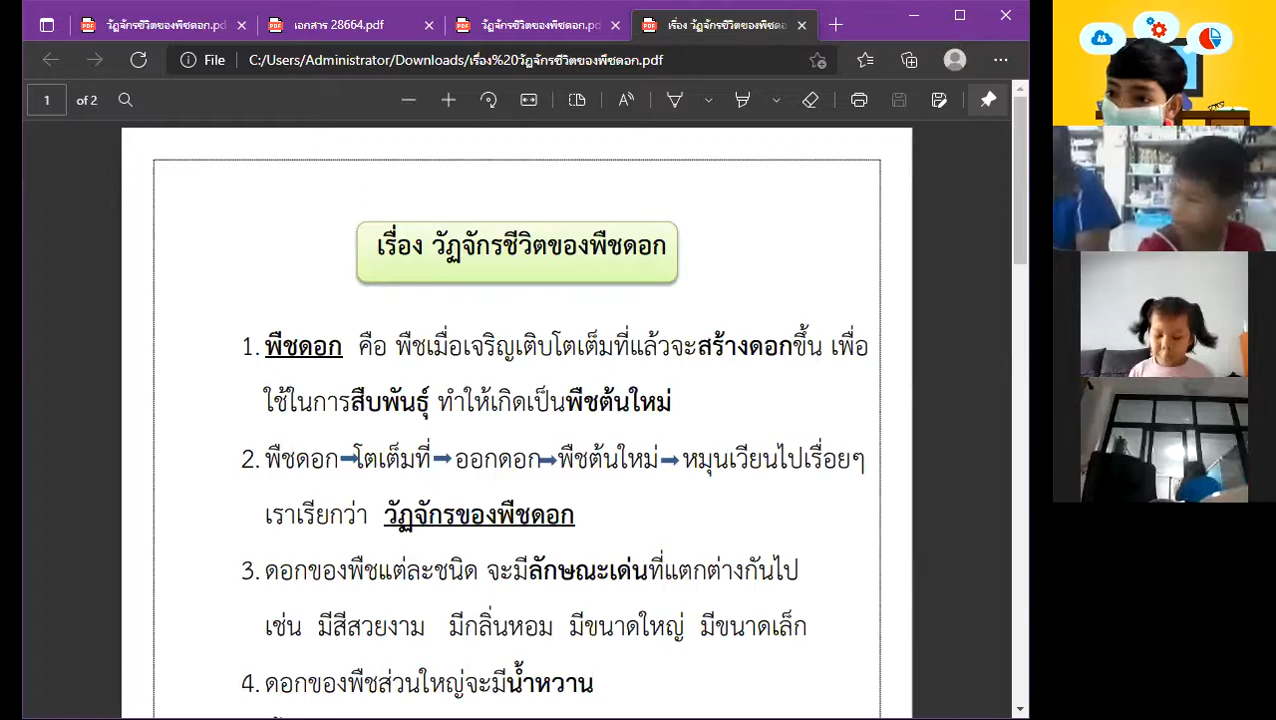 วัฏจักรชีวิตของพืชดอก.pd
เอกสาร 28664.pdf
วัฏจักรชีวิตของพืชดอก.pd
เรื่อง วัฏจักรชีวิตของพืชด
File C:/Users/Administrator/Downloads/เรื่อง%20วัฏจักรชีวิตของพืชดอก.pdf
1 of 2
เรื่อง วัฏจักรชีวิตของพืชดอก
1. พืชดอก คือ พืชเมื่อเจริญเติบโตเต็มที่แล้วจะสร้างดอกขึ้น เพื่อ
ใช้ในการสืบพันธุ์ ทำให้เกิดเป็นพืชต้นใหม่
2. พืชดอก➡โตเต็มที่➡ออกดอก➡พืชต้นใหม่➡หมุนเวียนไปเรื่อยๆ
เราเรียกว่า วัฏจักรของพืชดอก
3. ดอกของพืชแต่ละชนิด จะมีลักษณะเด่นที่แตกต่างกันไป
เช่น มีสีสวยงาม มีกลิ่นหอม มีขนาดใหญ่ มีขนาดเล็ก
4. ดอกของพืชส่วนใหญ่จะมีน้ำหวาน